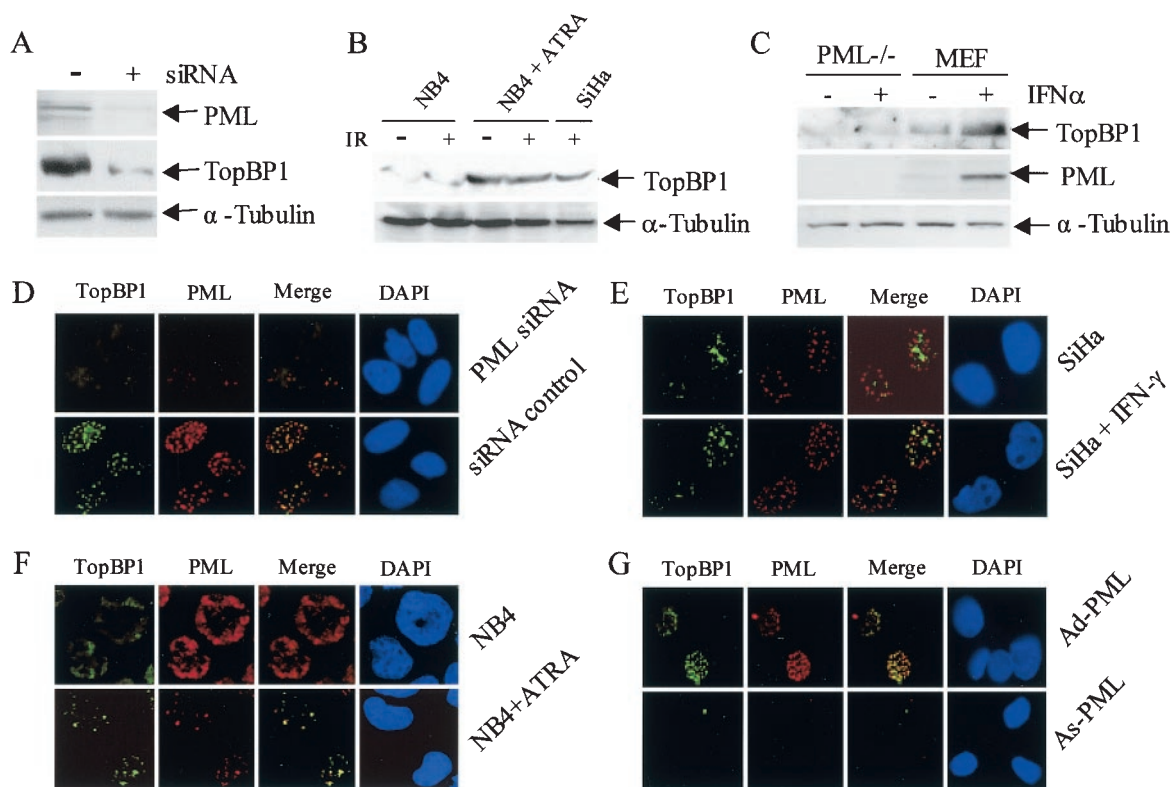 A
- + siRNA
PML
TopBP1
α -Tubulin
B
NB4 NB4 + ATRA SiHa
IR - + - + +
TopBP1
α-Tubulin
C
PML-/- MEF
- + - + IFNα
TopBP1
PML
α -Tubulin
D
TopBP1 PML Merge DAPI
PML siRNA
siRNA control
E
TopBP1 PML Merge DAPI
SiHa
SiHa + IFN-γ
F
TopBP1 PML Merge DAPI
NB4
NB4+ATRA
G
TopBP1 PML Merge DAPI
Ad-PML
As-PML